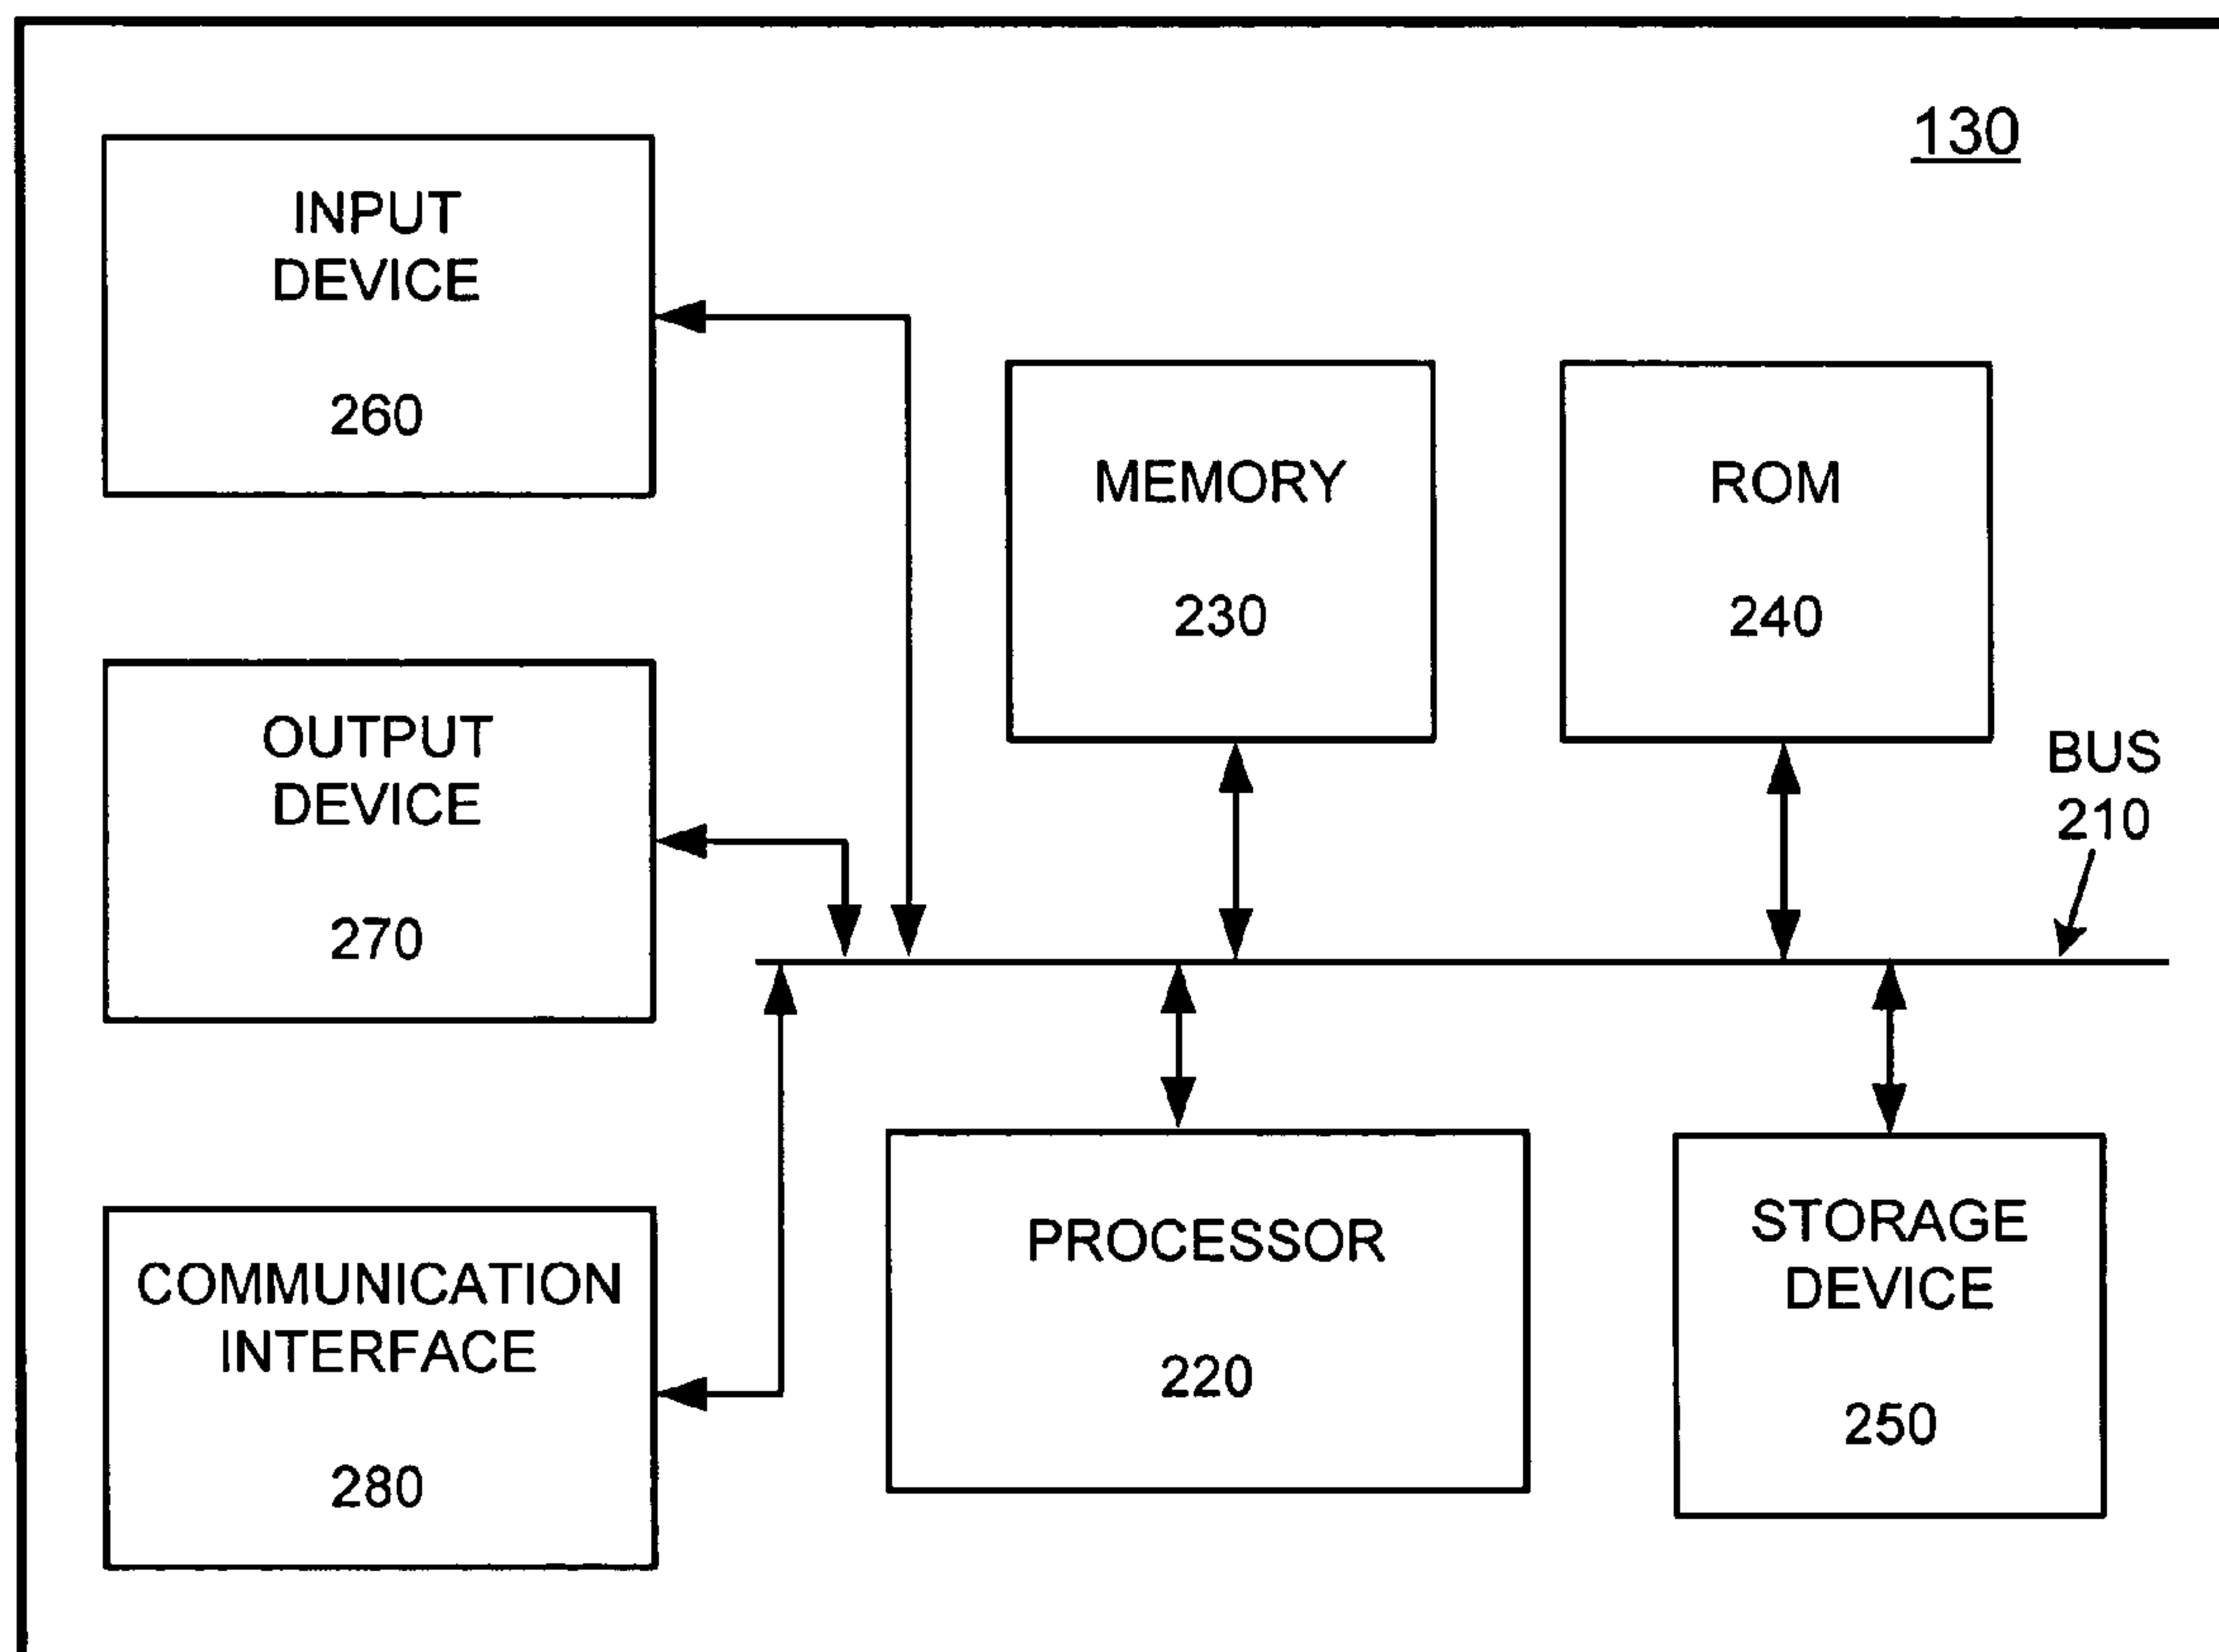 130
INPUT
DEVICE
260
MEMORY
230
ROM
240
OUTPUT
DEVICE
270
BUS
210
COMMUNICATION
INTERFACE
280
PROCESSOR
220
STORAGE
DEVICE
250